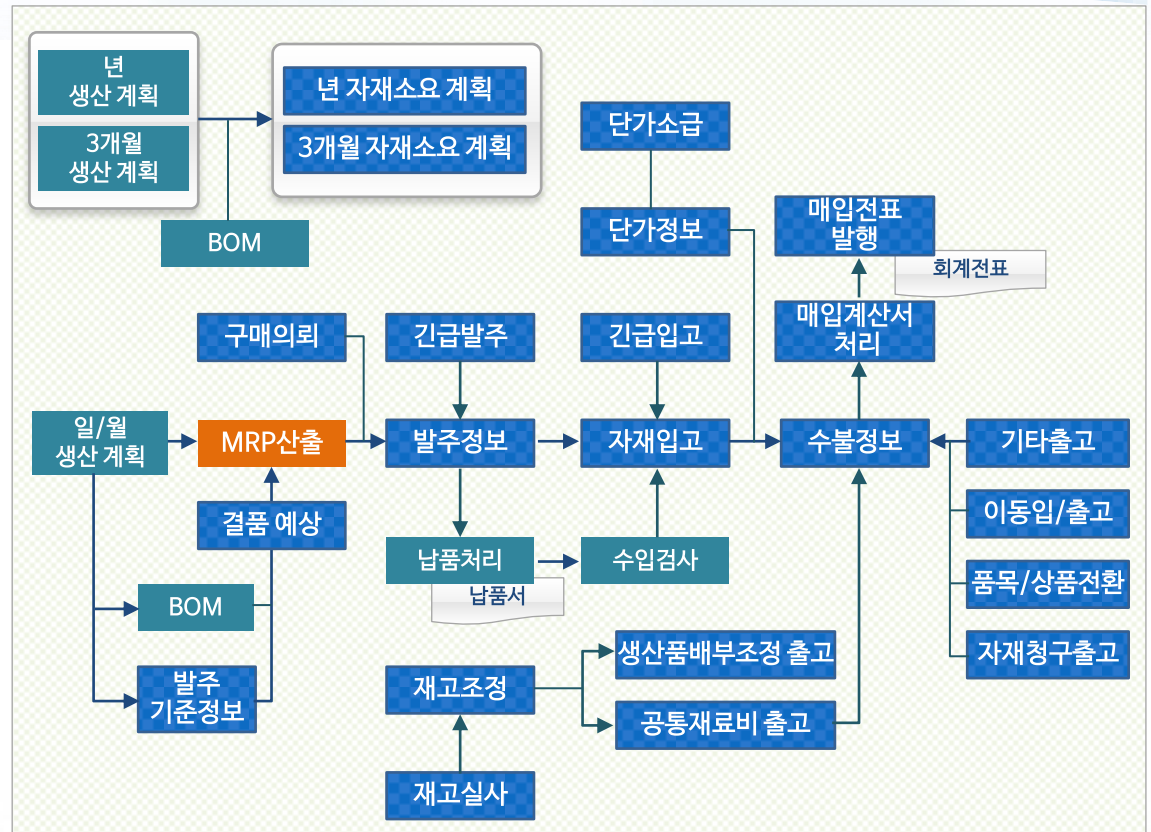 년
생산 계획
3개월
생산 계획
년 자재소요 계획
3개월 자재소요 계획
BOM
단가소급
단가정보
매입전표
발행
회계전표
매입계산서
처리
구매의뢰
긴급발주
긴급입고
일/월
생산 계획
MRP산출
발주정보
자재입고
수불정보
기타출고
결품 예상
이동입/출고
납품처리
수입검사
납품서
품목/상품전환
BOM
생산품배부조정 출고
자재청구출고
발주
기준정보
재고조정
공통재료비 출고
재고실사